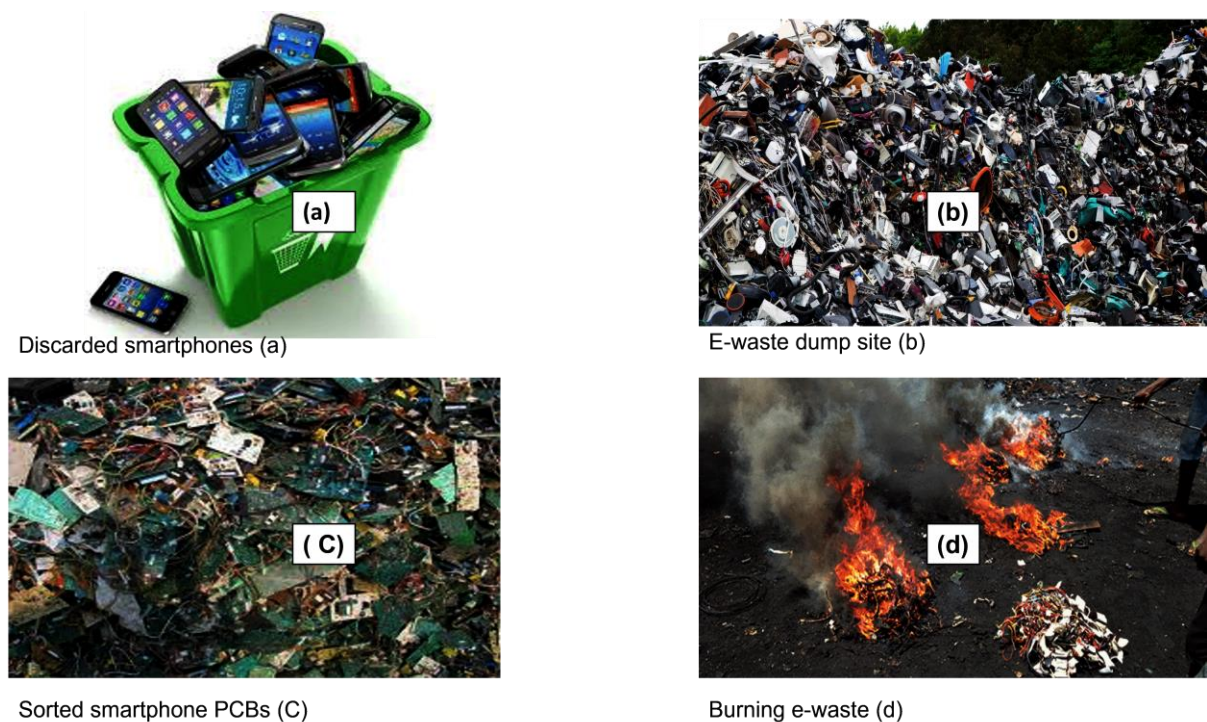 (a)
(b)
Discarded smartphones (a)
E-waste dump site (b)
( C)
(d)
Sorted smartphone PCBs (C)
Burning e-waste (d)